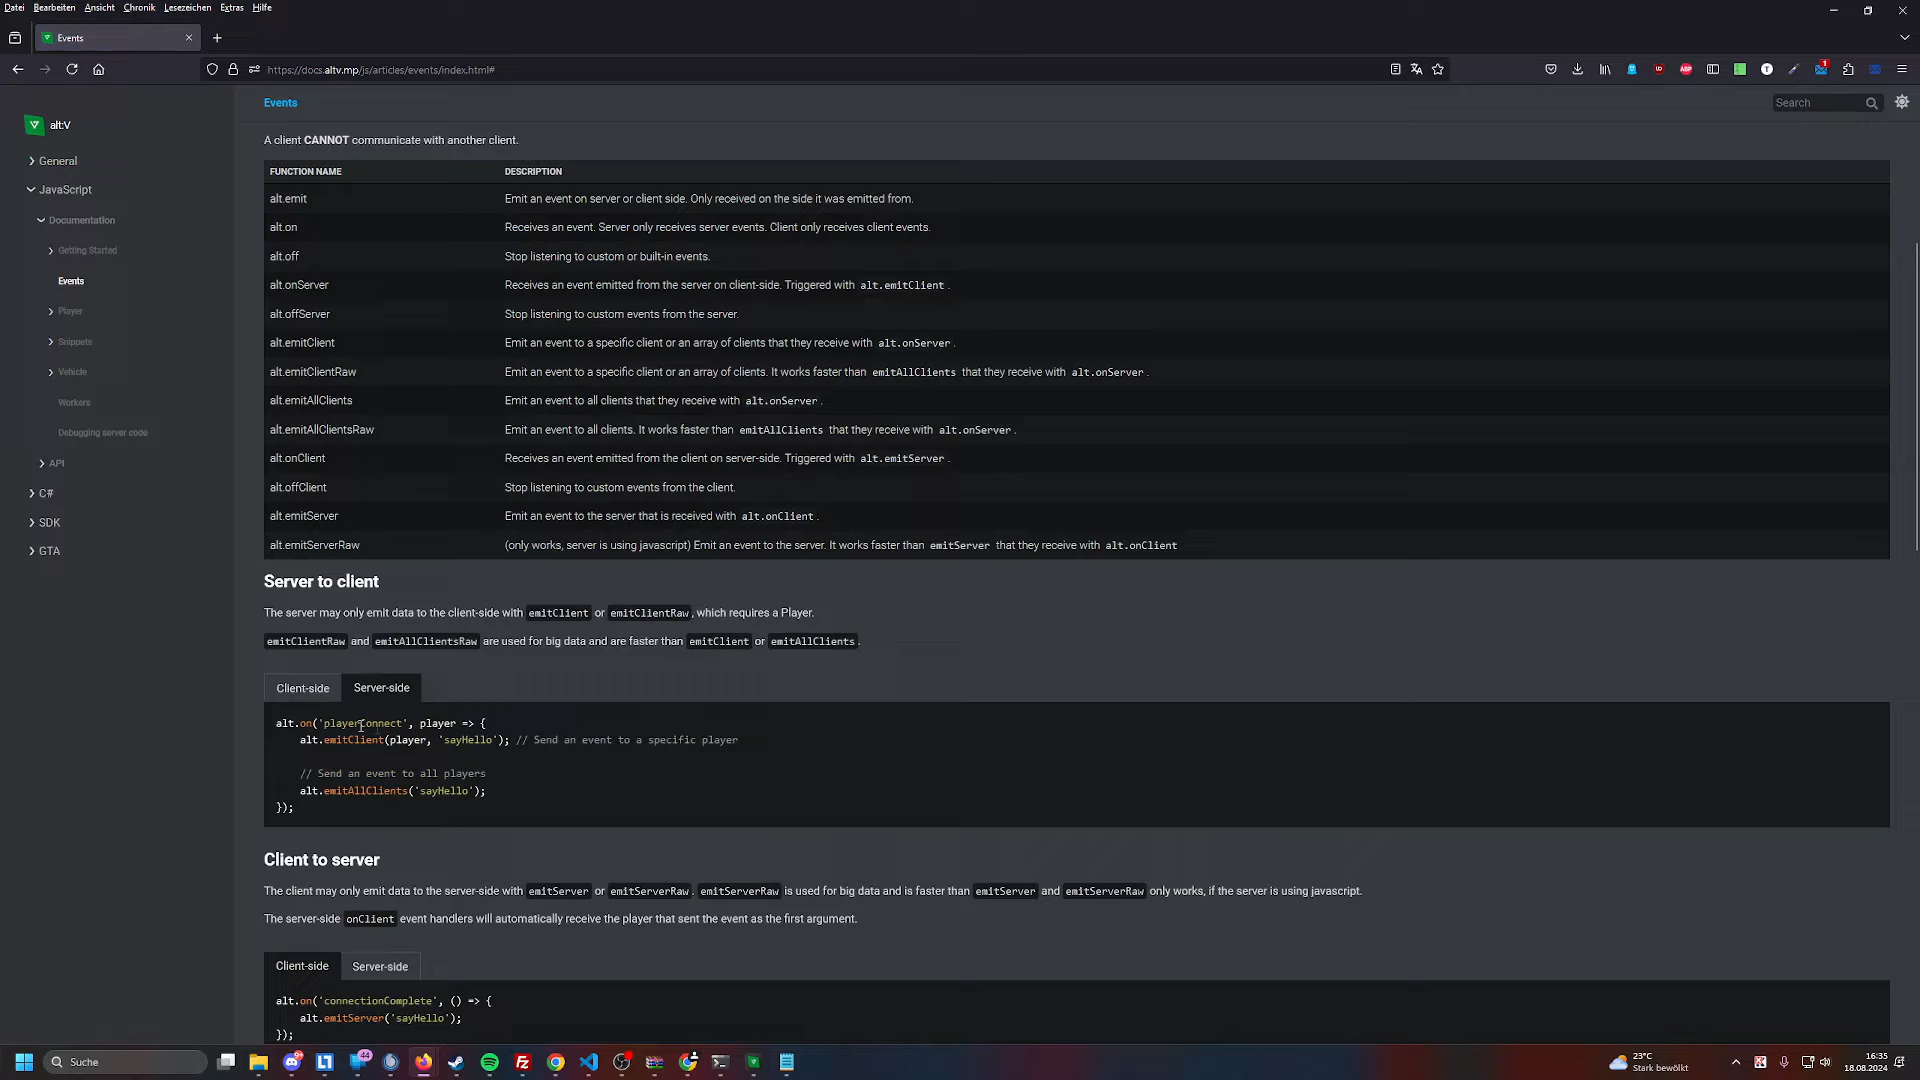 Datei Bearbeiten Ansicht Chronik Lesezeichen Extras Hilfe
Events
https://docs.altv.mp/js/articles/events/index.html#
1
alt:V
General
JavaScript
Documentation
Getting Started
Events
Player
Snippets
Vehicle
Workers
Debugging server code
API
C#
SDK
GTA
Events
Search
A client CANNOT communicate with another client.
FUNCTION NAME DESCRIPTION
alt.emit Emit an event on server or client side. Only received on the side it was emitted from.
alt.on Receives an event. Server only receives server events. Client only receives client events.
alt.off Stop listening to custom or built-in events.
alt.onServer Receives an event emitted from the server on client-side. Triggered with alt.emitClient.
alt.offServer Stop listening to custom events from the server.
alt.emitClient Emit an event to a specific client or an array of clients that they receive with alt.onServer.
alt.emitClientRaw Emit an event to a specific client or an array of clients. It works faster than emitAllClients that they receive with alt.onServer.
alt.emitAllClients Emit an event to all clients that they receive with alt.onServer.
alt.emitAllClientsRaw Emit an event to all clients. It works faster than emitAllClients that they receive with alt.onServer.
alt.onClient Receives an event emitted from the client on server-side. Triggered with alt.emitServer.
alt.offClient Stop listening to custom events from the client.
alt.emitServer Emit an event to the server that is received with alt.onClient.
alt.emitServerRaw (only works, server is using javascript) Emit an event to the server. It works faster than emitServer that they receive with alt.onClient
Server to client
The server may only emit data to the client-side with emitClient or emitClientRaw, which requires a Player.
emitClientRaw and emitAllClientsRaw are used for big data and are faster than emitClient or emitAllClients.
Client-side Server-side
alt.on('playerConnect', player => {
alt.emitClient(player, 'sayHello'); // Send an event to a specific player
// Send an event to all players
alt.emitAllClients('sayHello');
});
Client to server
The client may only emit data to the server-side with emitServer or emitServerRaw. emitServerRaw is used for big data and is faster than emitServer and emitServerRaw only works, if the server is using javascript.
The server-side onClient event handlers will automatically receive the player that sent the event as the first argument.
Client-side Server-side
alt.on('connectionComplete', () => {
alt.emitServer('sayHello');
});
Suche
9+
44
23°C
Stark bewölkt
16:35
18.08.2024